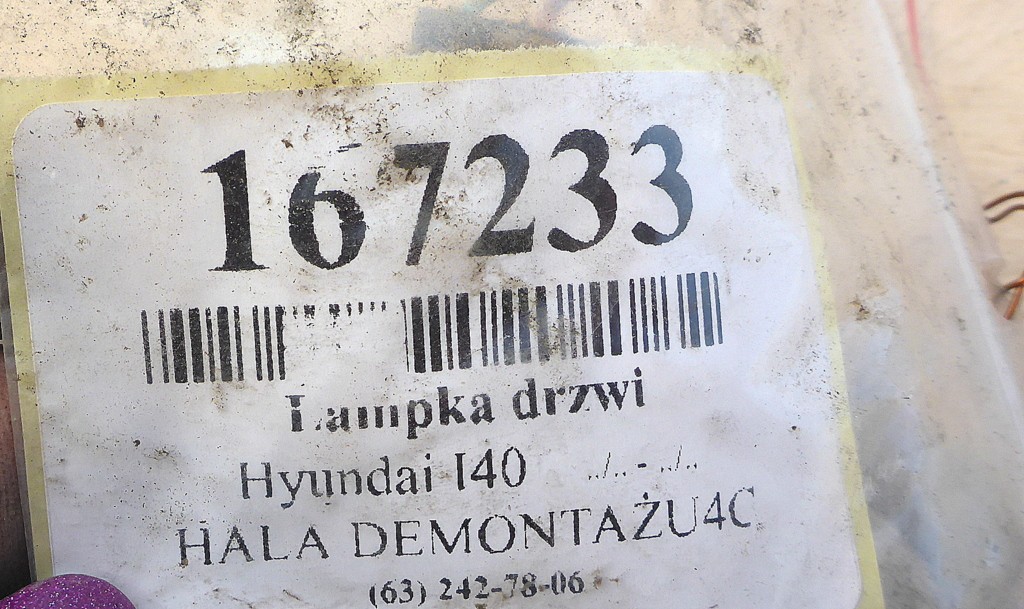 167233
Lampka drzwi
Hyundai I40 ../.. - ../..
HALA DEMONTAŻU4C
(63) 242-78-06